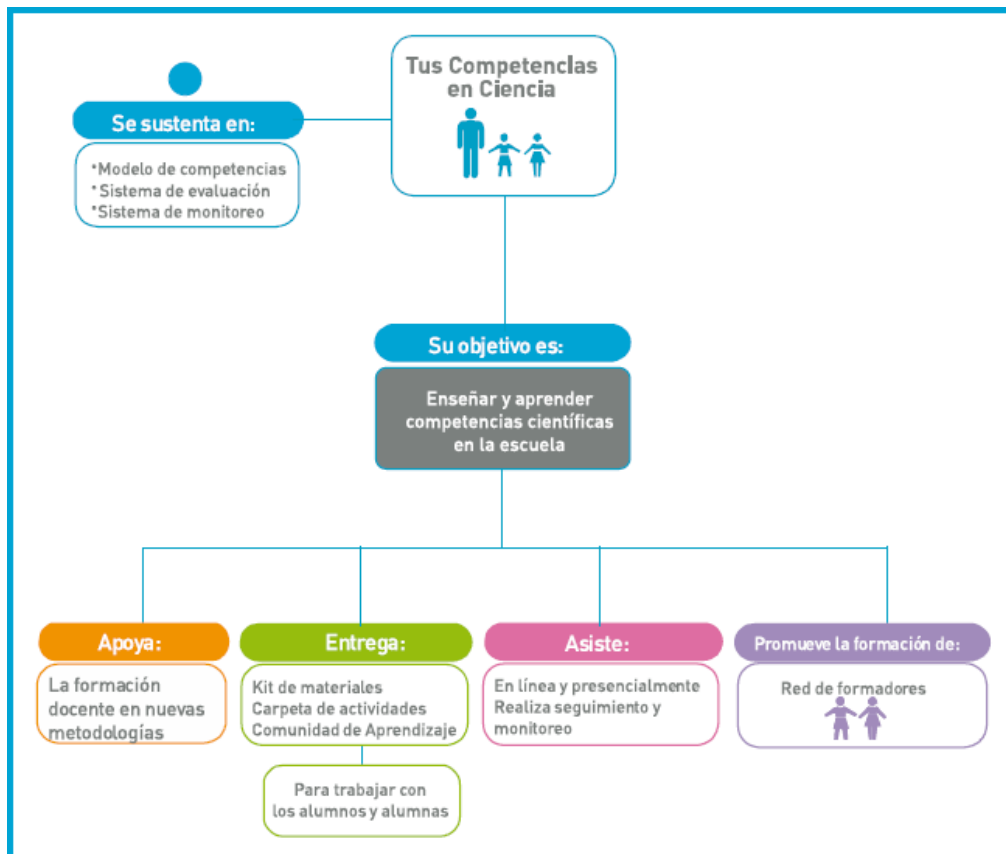 Tus Competencias
en Ciencia
Se sustenta en:
*Modelo de competencias
*Sistema de evaluación
*Sistema de monitoreo
Su objetivo es:
Enseñar y aprender
competencias científicas
en la escuela
Apoya:
La formación
docente en nuevas
metodologías
Entrega:
Kit de materiales
Carpeta de actividades
Comunidad de Aprendizaje
Para trabajar con
los alumnos y alumnas
Asiste:
En línea y presencialmente
Realiza seguimiento y
monitoreo
Promueve la formación de:
Red de formadores